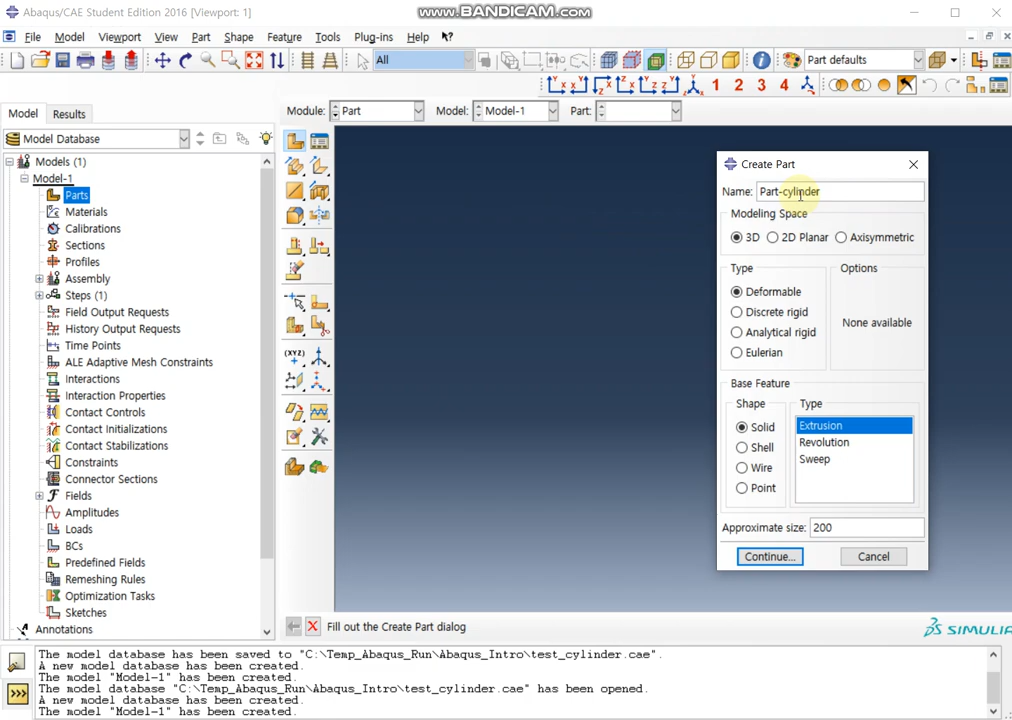 Abaqus/CAE Student Edition 2016 [Viewport: 1]
www.BANDICAM.com
File Model Viewport View Part Shape Feature Tools Plug-ins Help
All
Part defaults
1 2 3 4
Model Results
Module: Part Model: Model-1 Part:
Model Database
Models (1)
Model-1
Parts
Materials
Calibrations
Sections
Profiles
Assembly
Steps (1)
Field Output Requests
History Output Requests
Time Points
ALE Adaptive Mesh Constraints
Interactions
Interaction Properties
Contact Controls
Contact Initializations
Contact Stabilizations
Constraints
Connector Sections
Fields
Amplitudes
Loads
BCs
Predefined Fields
Remeshing Rules
Optimization Tasks
Sketches
Annotations
(XYZ)
Create Part
Name: Part-cylinder
Modeling Space
3D 2D Planar Axisymmetric
Type
Options
Deformable
Discrete rigid
Analytical rigid
Eulerian
None available
Base Feature
Shape
Type
Solid
Shell
Wire
Point
Extrusion
Revolution
Sweep
Approximate size: 200
Continue...
Cancel
Fill out the Create Part dialog
SIMULIA
The model database has been saved to "C:\Temp_Abaqus_Run\Abaqus_Intro\test_cylinder.cae".
A new model database has been created.
The model "Model-1" has been created.
The model database "C:\Temp_Abaqus_Run\Abaqus_Intro\test_cylinder.cae" has been opened.
A new model database has been created.
The model "Model-1" has been created.
>>>